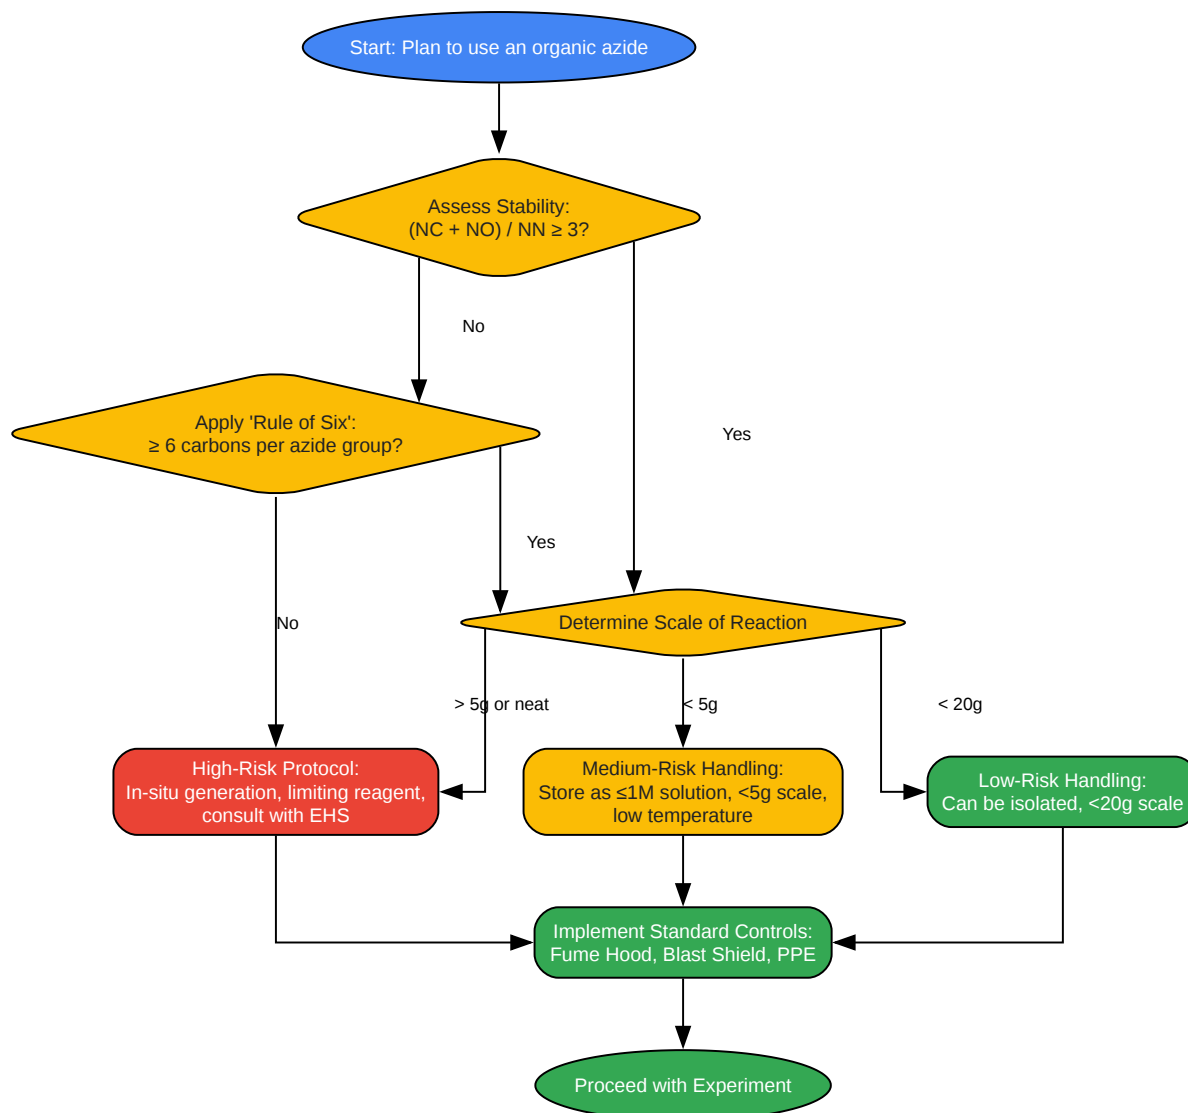 Start: Plan to use an organic azide
Assess Stability:
(NC + NO) / NN ≥ 3?
No
Apply 'Rule of Six':
≥ 6 carbons per azide group?
Yes
Yes
No
Determine Scale of Reaction
> 5g or neat
< 5g
< 20g
High-Risk Protocol:
In-situ generation, limiting reagent,
consult with EHS
Medium-Risk Handling:
Store as ≤1M solution, <5g scale,
low temperature
Low-Risk Handling:
Can be isolated, <20g scale
Implement Standard Controls:
Fume Hood, Blast Shield, PPE
Proceed with Experiment